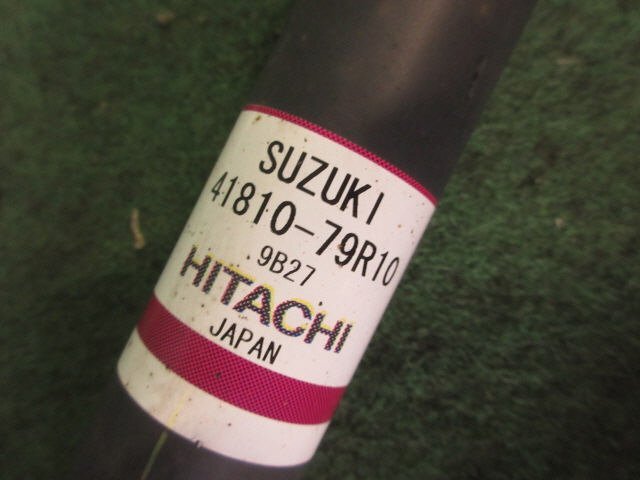 SUZUKI
41810-79R10
9B27
HITACHI
JAPAN